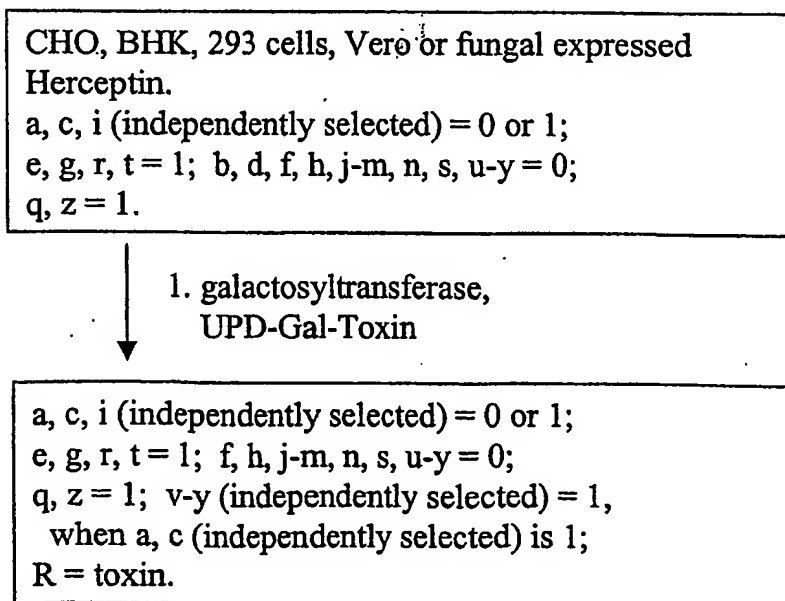 CHO, BHK, 293 cells, Vero or fungal expressed
Herceptin.
a, c, i (independently selected) = 0 or 1;
e, g, r, t = 1; b, d, f, h, j-m, n, s, u-y = 0;
q, z = 1.
1. galactosyltransferase,
UPD-Gal-Toxin
a, c, i (independently selected) = 0 or 1;
e, g, r, t = 1; f, h, j-m, n, s, u-y = 0;
q, z = 1; v-y (independently selected) = 1,
when a, c (independently selected) is 1;
R = toxin.